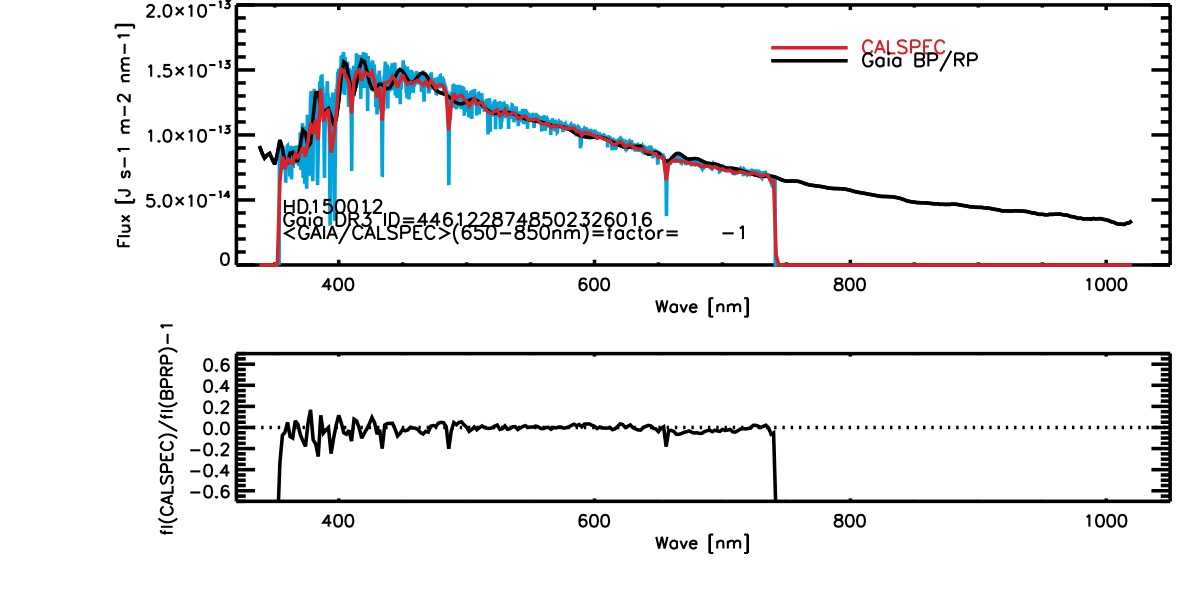 2.0×10−13
1.5×10−13
1.0×10−13
5.0×10−14
0
Flux [J s−1 m−2 nm−1]
CALSPEC
Gaia BP/RP
HD150012
Gaia DR3 ID=4461228748502326016
<GAIA/CALSPEC>(650−850nm)=factor= −1
400 600 800 1000
Wave [nm]
fl(CALSPEC)/fl(BPRP)−1
0.6
0.4
0.2
0.0
−0.2
−0.4
−0.6
400 600 800 1000
Wave [nm]